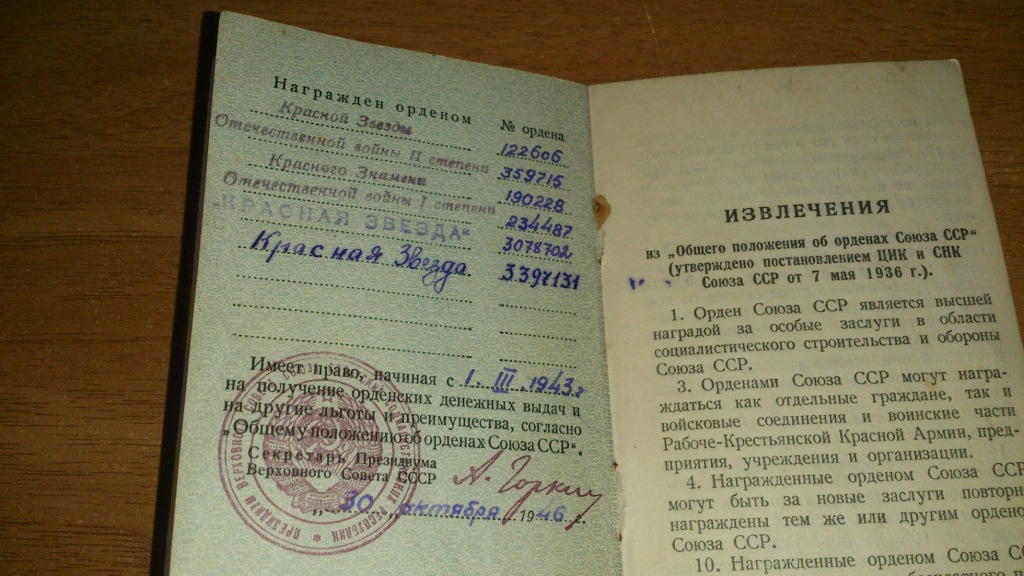 Награжден орденом № ордена
Красной Звезды 122606
Отечественной войны II степени 359715
Красного Знамени 190228
Отечественной войны I степени 234487
„КРАСНАЯ ЗВЕЗДА“ 3078702
Красная Звезда 3397131
Имеет право, начиная с 1. III 1943 г
на получение орденских денежных выдач и
на другие льготы и преимущества, согласно
„Общему положению об орденах Союза ССР“.
Секретарь Президиума
Верховного Совета СССР
А. Горкин
„30 „ октября 1946 г.
ПРЕЗИДИУМ ВЕРХОВНОГО
ИЗВЛЕЧЕНИЯ
из „Общего положения об орденах Союза ССР“
(утверждено постановлением ЦИК и СНК
Союза ССР от 7 мая 1936 г.).
1. Орден Союза ССР является высшей
наградой за особые заслуги в области
социалистического строительства и обороны
Союза ССР.
3. Орденами Союза ССР могут награ-
ждаться как отдельные граждане, так и
войсковые соединения и воинские части
Рабоче-Крестьянской Красной Армии, пред-
приятия, учреждения и организации.
4. Награжденные орденом Союза ССР
могут быть за новые заслуги повторн
награждены тем же или другим ордено
Союза ССР.
10. Награжденные орденом Союза СС